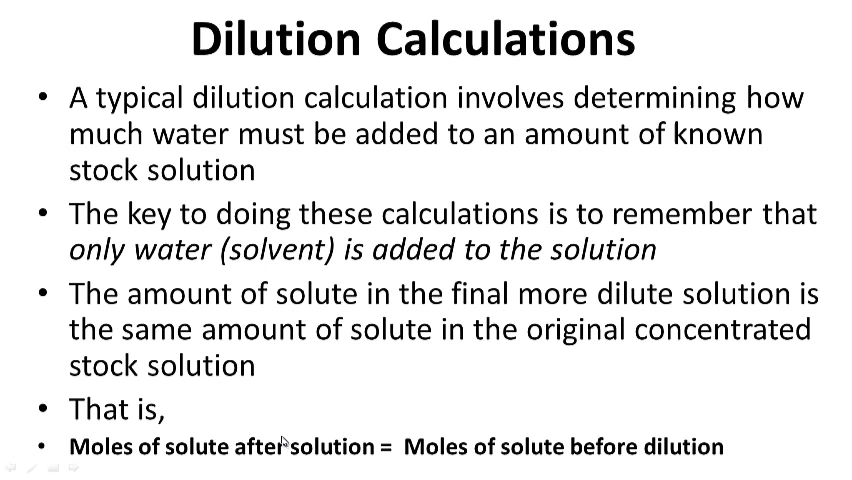 Dilution Calculations
• A typical dilution calculation involves determining how
much water must be added to an amount of known
stock solution
• The key to doing these calculations is to remember that
only water (solvent) is added to the solution
• The amount of solute in the final more dilute solution is
the same amount of solute in the original concentrated
stock solution
• That is,
• Moles of solute after solution = Moles of solute before dilution